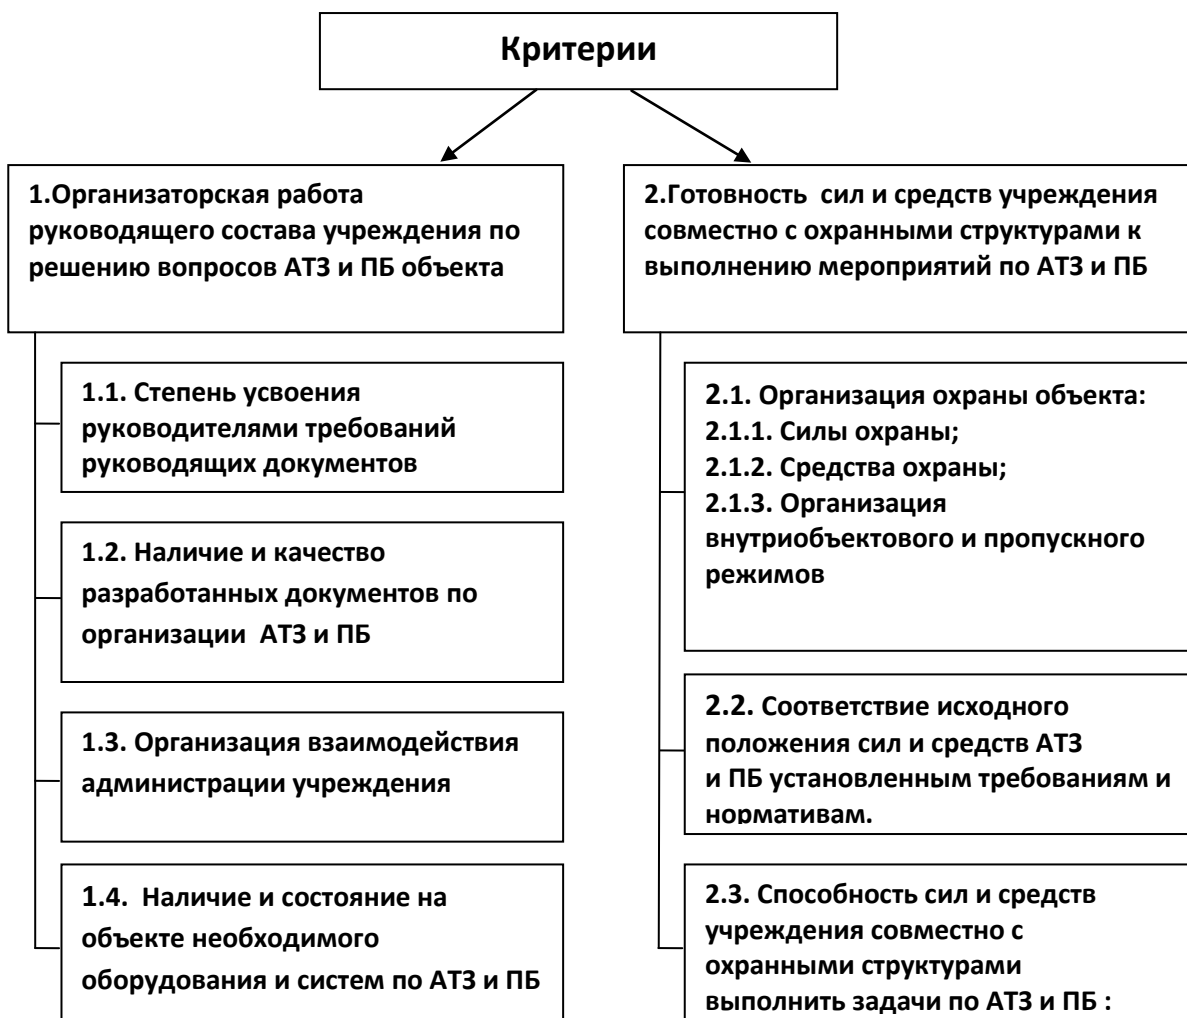 Критерии
1.Организаторская работа
руководящего состава учреждения по
решению вопросов АТЗ и ПБ объекта
1.1. Степень усвоения
руководителями требований
руководящих документов
1.2. Наличие и качество
разработанных документов по
организации АТЗ и ПБ
1.3. Организация взаимодействия
администрации учреждения
1.4. Наличие и состояние на
объекте необходимого
оборудования и систем по АТЗ и ПБ
2.Готовность сил и средств учреждения
совместно с охранными структурами к
выполнению мероприятий по АТЗ и ПБ
2.1. Организация охраны объекта:
2.1.1. Силы охраны;
2.1.2. Средства охраны;
2.1.3. Организация
внутриобъектового и пропускного
режимов
2.2. Соответствие исходного
положения сил и средств АТЗ
и ПБ установленным требованиям и
нормативам.
2.3. Способность сил и средств
учреждения совместно с
охранными структурами
выполнить задачи по АТЗ и ПБ :